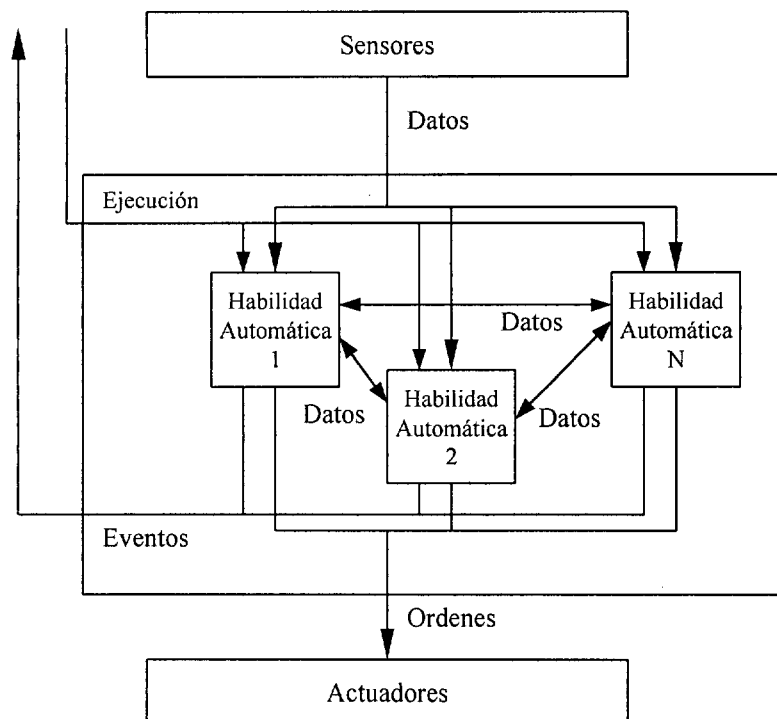 Sensores
Datos
Ejecución
Habilidad
Automática
1
Habilidad
Automática
N
Datos
Habilidad
Automática
2
Datos
Datos
Eventos
Ordenes
Actuadores